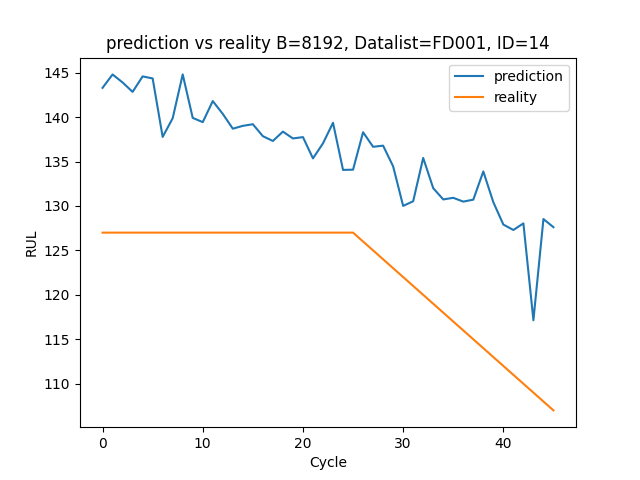 prediction vs reality B=8192, Datalist=FD001, ID=14
prediction
reality
145
140
135
130
125
120
115
110
RUL
0 10 20 30 40
Cycle